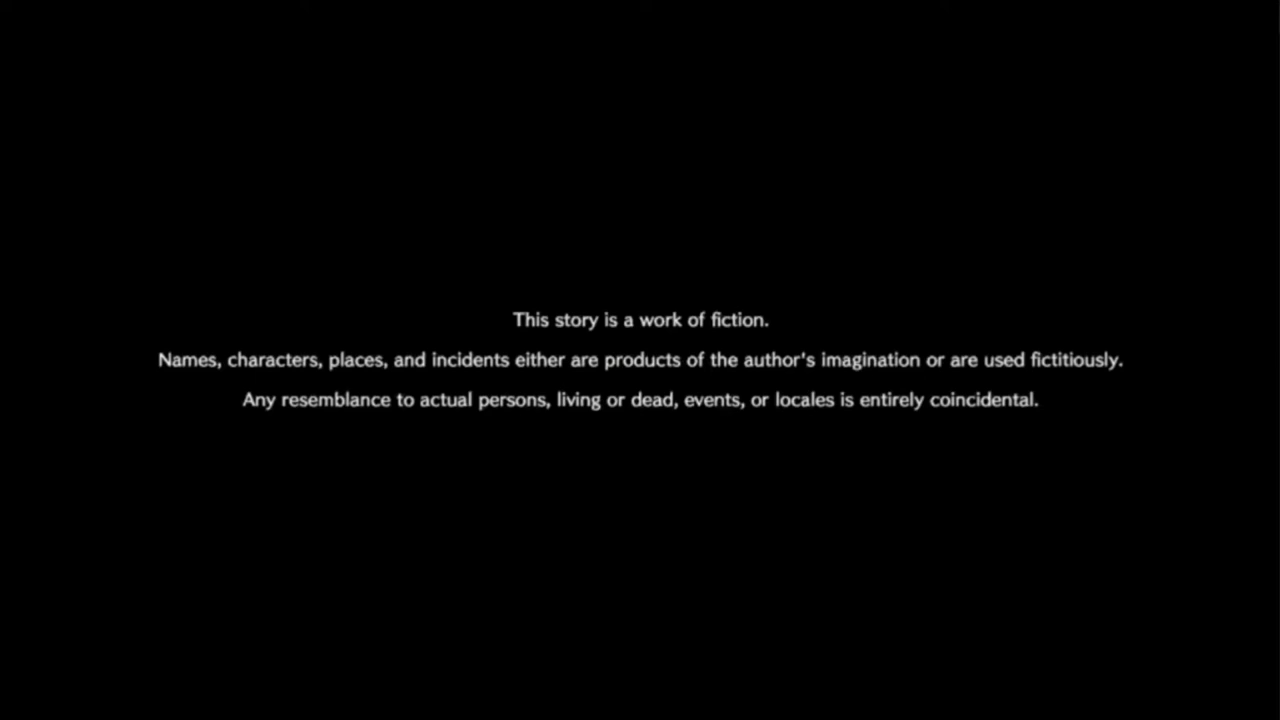 This story is a work of fiction.
Names, characters, places, and incidents either are products of the author's imagination or are used fictitiously.
Any resemblance to actual persons, living or dead, events, or locales is entirely coincidental.